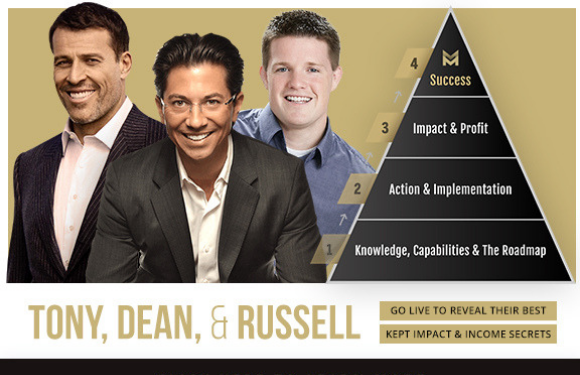 4
Success
3
Impact & Profit
2
Action & Implementation
1
Knowledge, Capabilities & The Roadmap
TONY, DEAN, & RUSSELL
GO LIVE TO REVEAL THEIR BEST
KEPT IMPACT & INCOME SECRETS